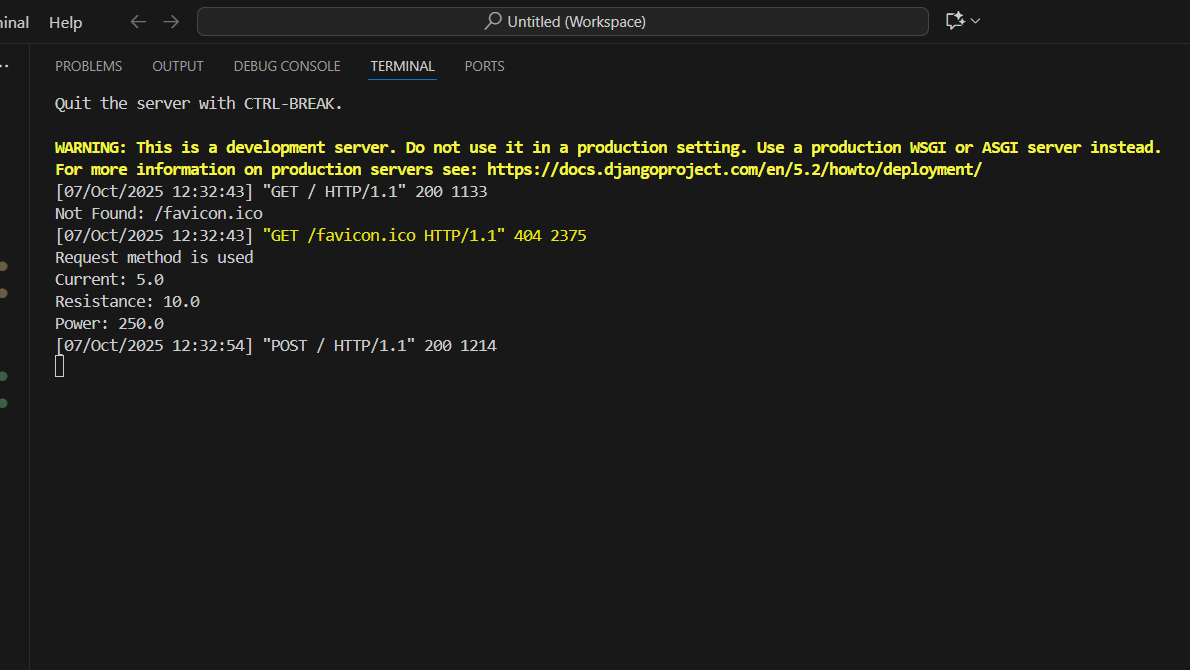 Help
Untitled (Workspace)
PROBLEMS OUTPUT DEBUG CONSOLE TERMINAL PORTS
Quit the server with CTRL-BREAK.
WARNING: This is a development server. Do not use it in a production setting. Use a production WSGI or ASGI server instead.
For more information on production servers see: https://docs.djangoproject.com/en/5.2/howto/deployment/
[07/Oct/2025 12:32:43] "GET / HTTP/1.1" 200 1133
Not Found: /favicon.ico
[07/Oct/2025 12:32:43] "GET /favicon.ico HTTP/1.1" 404 2375
Request method is used
Current: 5.0
Resistance: 10.0
Power: 250.0
[07/Oct/2025 12:32:54] "POST / HTTP/1.1" 200 1214